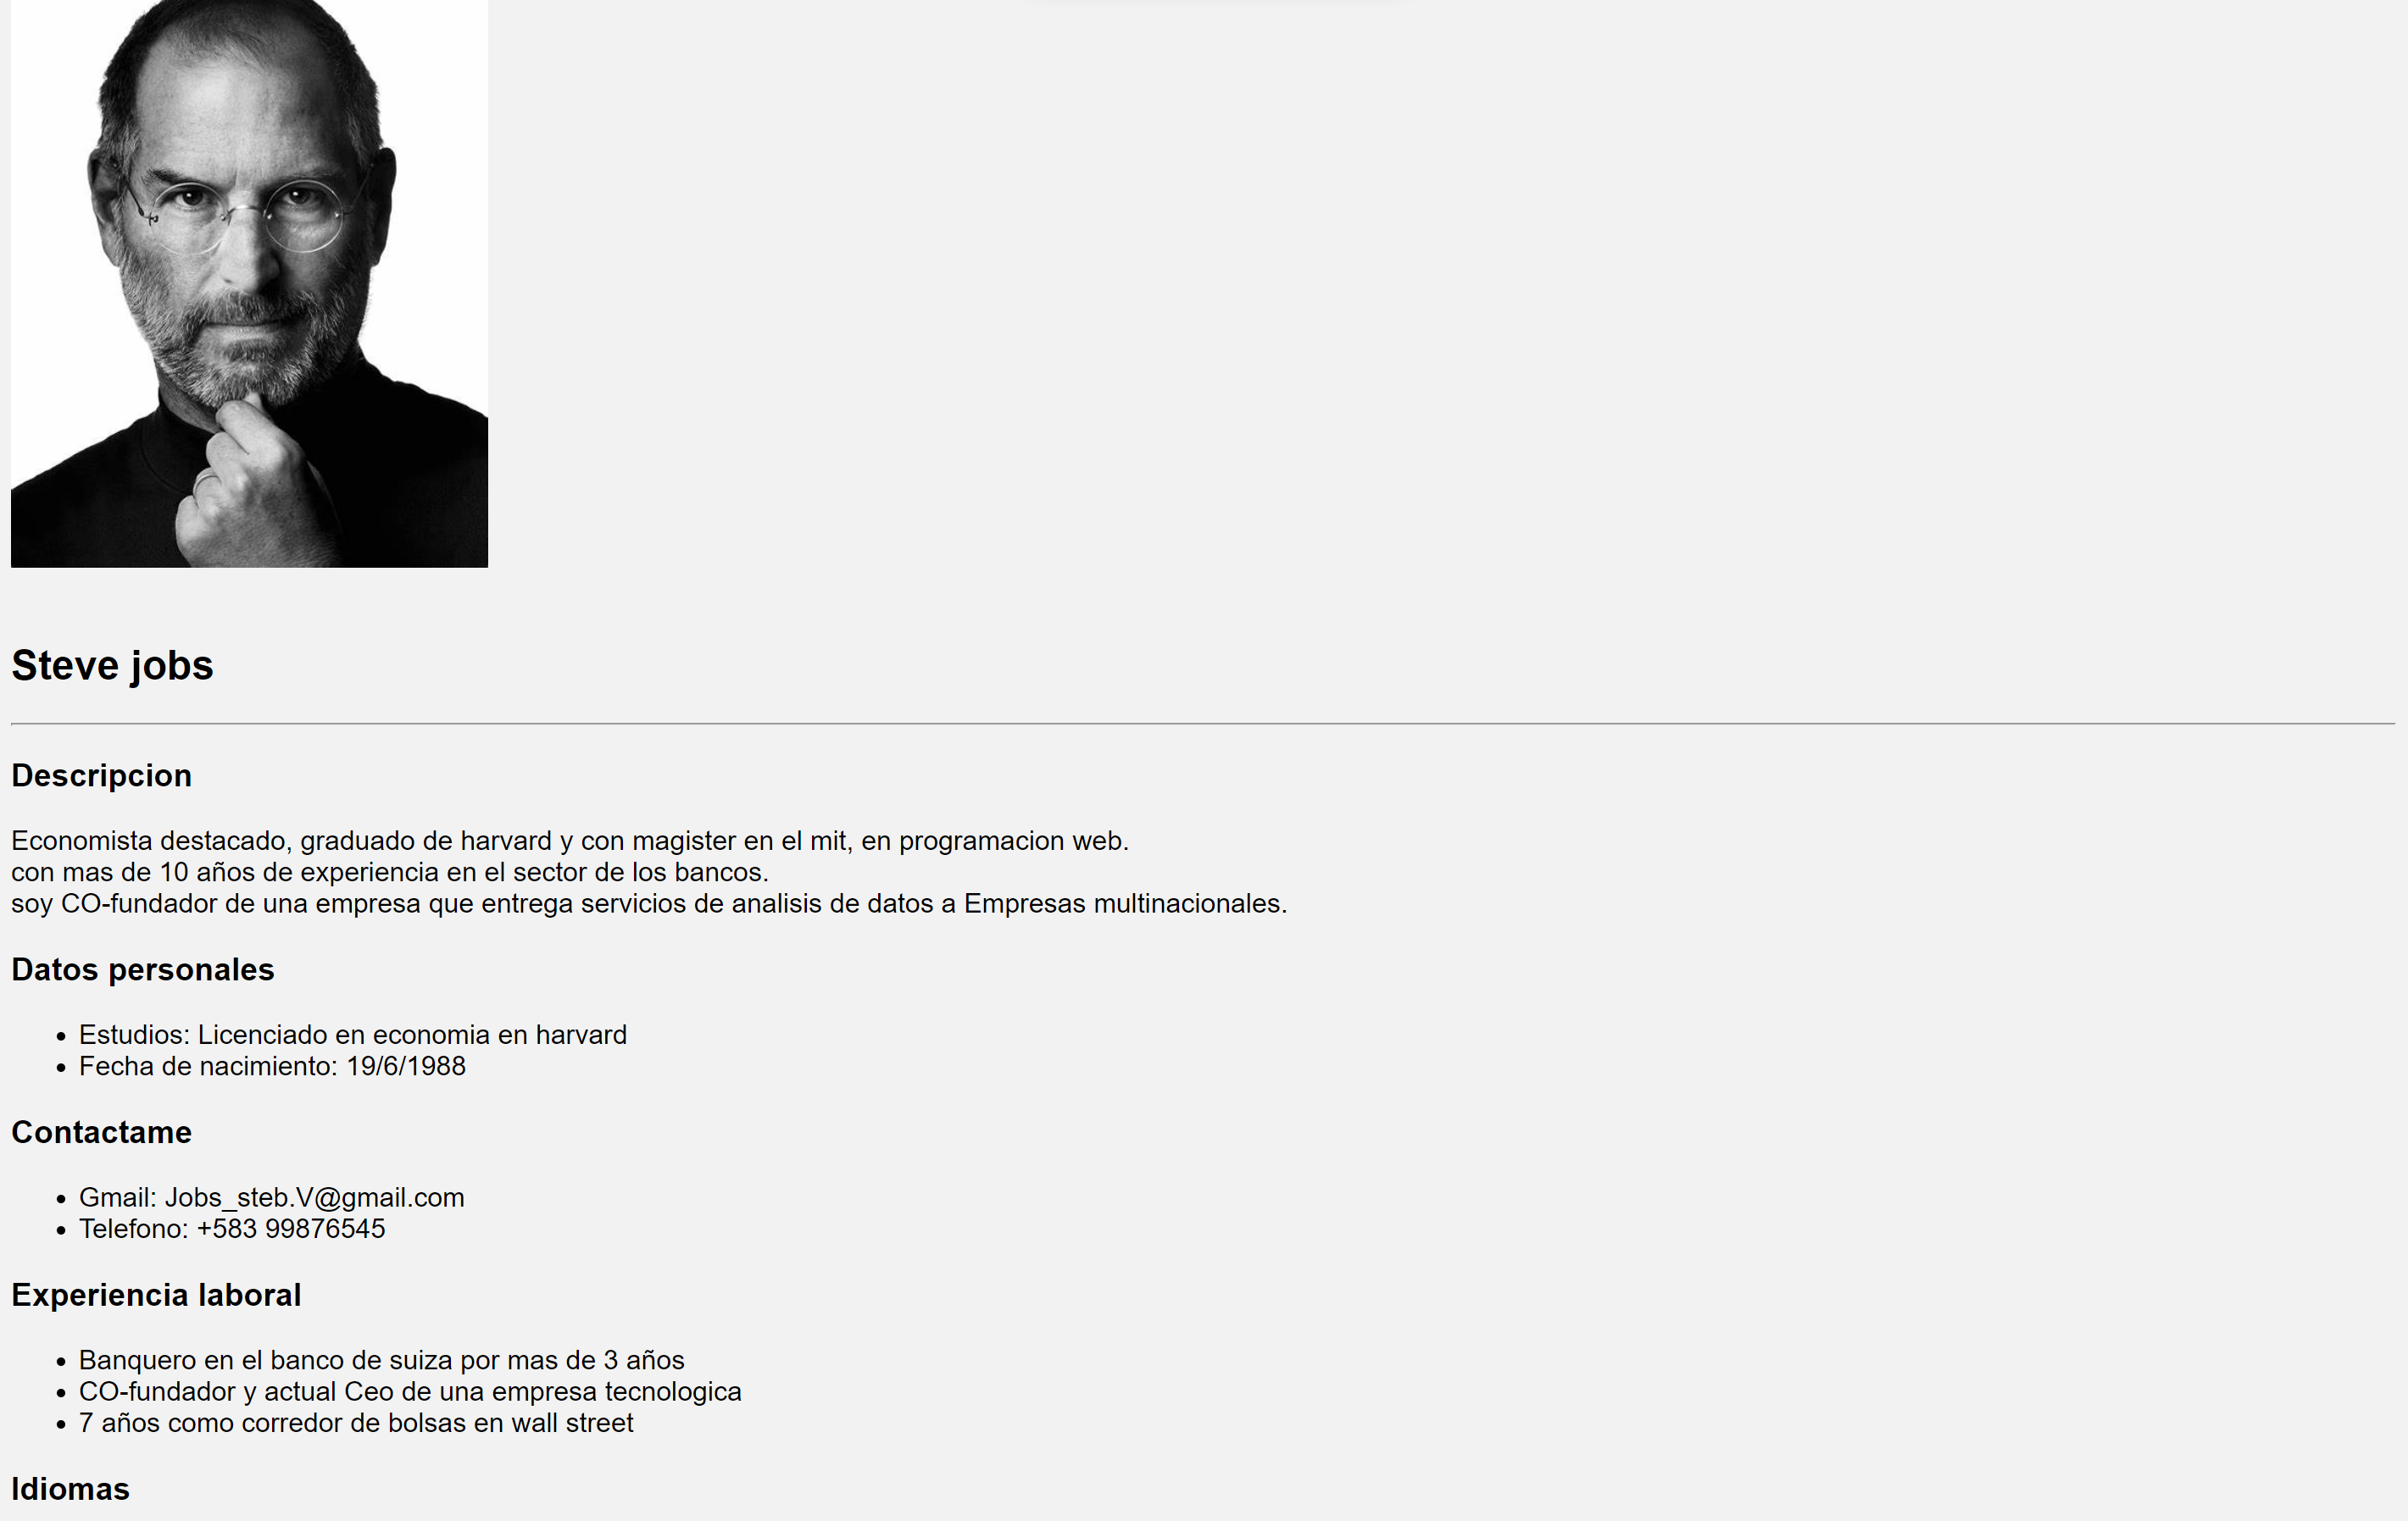 Steve jobs
Descripcion
Economista destacado, graduado de harvard y con magister en el mit, en programacion web.
con mas de 10 años de experiencia en el sector de los bancos.
soy CO-fundador de una empresa que entrega servicios de analisis de datos a Empresas multinacionales.
Datos personales
• Estudios: Licenciado en economia en harvard
• Fecha de nacimiento: 19/6/1988
Contactame
• Gmail: Jobs_steb.V@gmail.com
• Telefono: +583 99876545
Experiencia laboral
• Banquero en el banco de suiza por mas de 3 años
• CO-fundador y actual Ceo de una empresa tecnologica
• 7 años como corredor de bolsas en wall street
Idiomas